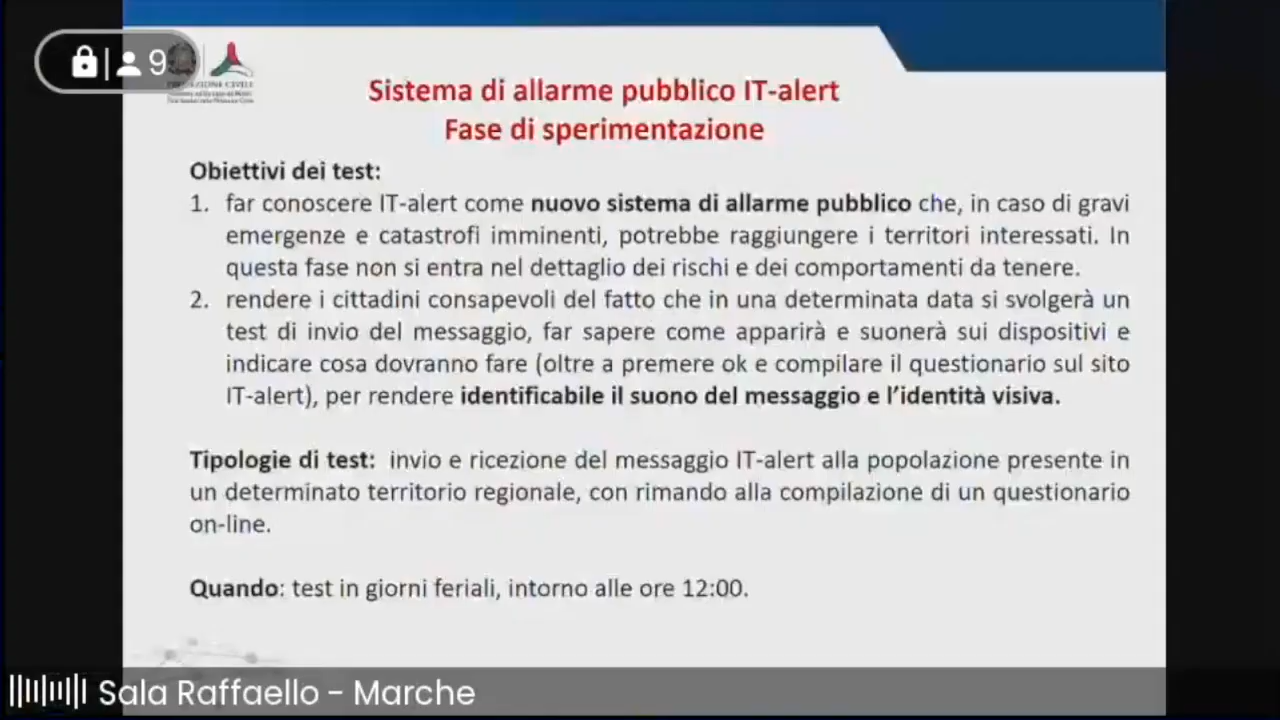 9
Sistema di allarme pubblico IT-alert
Fase di sperimentazione
Obiettivi dei test:
1. far conoscere IT-alert come nuovo sistema di allarme pubblico che, in caso di gravi
emergenze e catastrofi imminenti, potrebbe raggiungere i territori interessati. In
questa fase non si entra nel dettaglio dei rischi e dei comportamenti da tenere.
2. rendere i cittadini consapevoli del fatto che in una determinata data si svolgerà un
test di invio del messaggio, far sapere come apparirà e suonerà sui dispositivi e
indicare cosa dovranno fare (oltre a premere ok e compilare il questionario sul sito
IT-alert), per rendere identificabile il suono del messaggio e l'identità visiva.
Tipologie di test: invio e ricezione del messaggio IT-alert alla popolazione presente in
un determinato territorio regionale, con rimando alla compilazione di un questionario
on-line.
Quando: test in giorni feriali, intorno alle ore 12:00.
Sala Raffaello - Marche